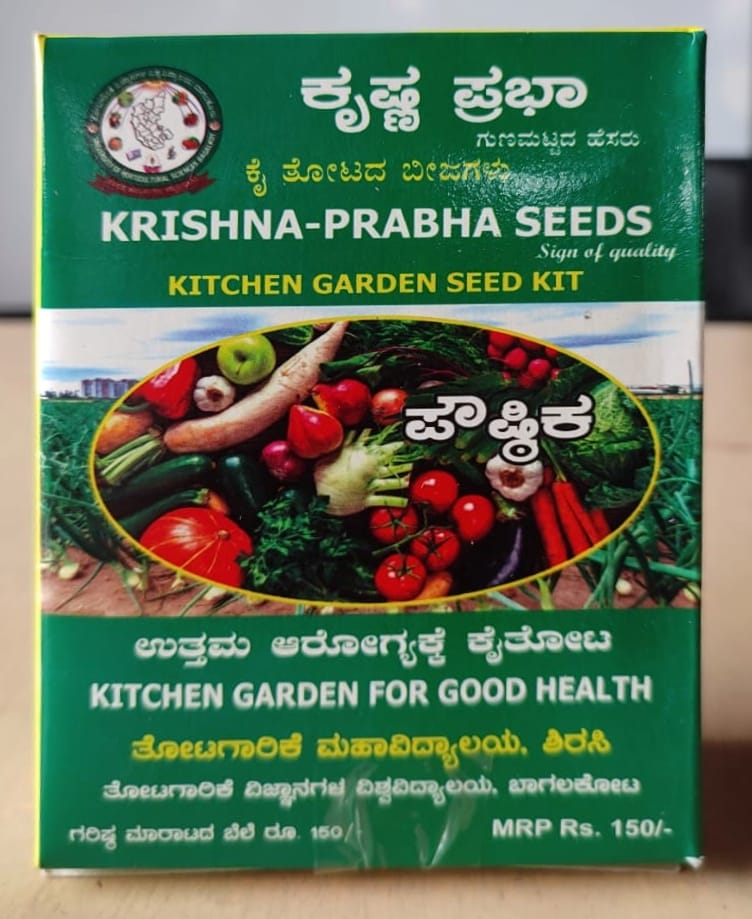 ಕೃಷ್ಣ ಪ್ರಭಾ
ಗುಣಮಟ್ಟದ ಹೆಸರು
ಕೈ ತೋಟದ ಬೀಜಗಳು
KRISHNA-PRABHA SEEDS
Sign of quality
KITCHEN GARDEN SEED KIT
ಪೌಷ್ಠಿಕ
ಉತ್ತಮ ಆರೋಗ್ಯಕ್ಕೆ ಕೈತೋಟ
KITCHEN GARDEN FOR GOOD HEALTH
ತೋಟಗಾರಿಕೆ ಮಹಾವಿದ್ಯಾಲಯ, ಶಿರಸಿ
ತೋಟಗಾರಿಕೆ ವಿಜ್ಞಾನಗಳ ವಿಶ್ವವಿದ್ಯಾಲಯ, ಬಾಗಲಕೋಟ
ಗರಿಷ್ಠ ಮಾರಾಟದ ಬೆಲೆ ರೂ. 150/- MRP Rs. 150/-